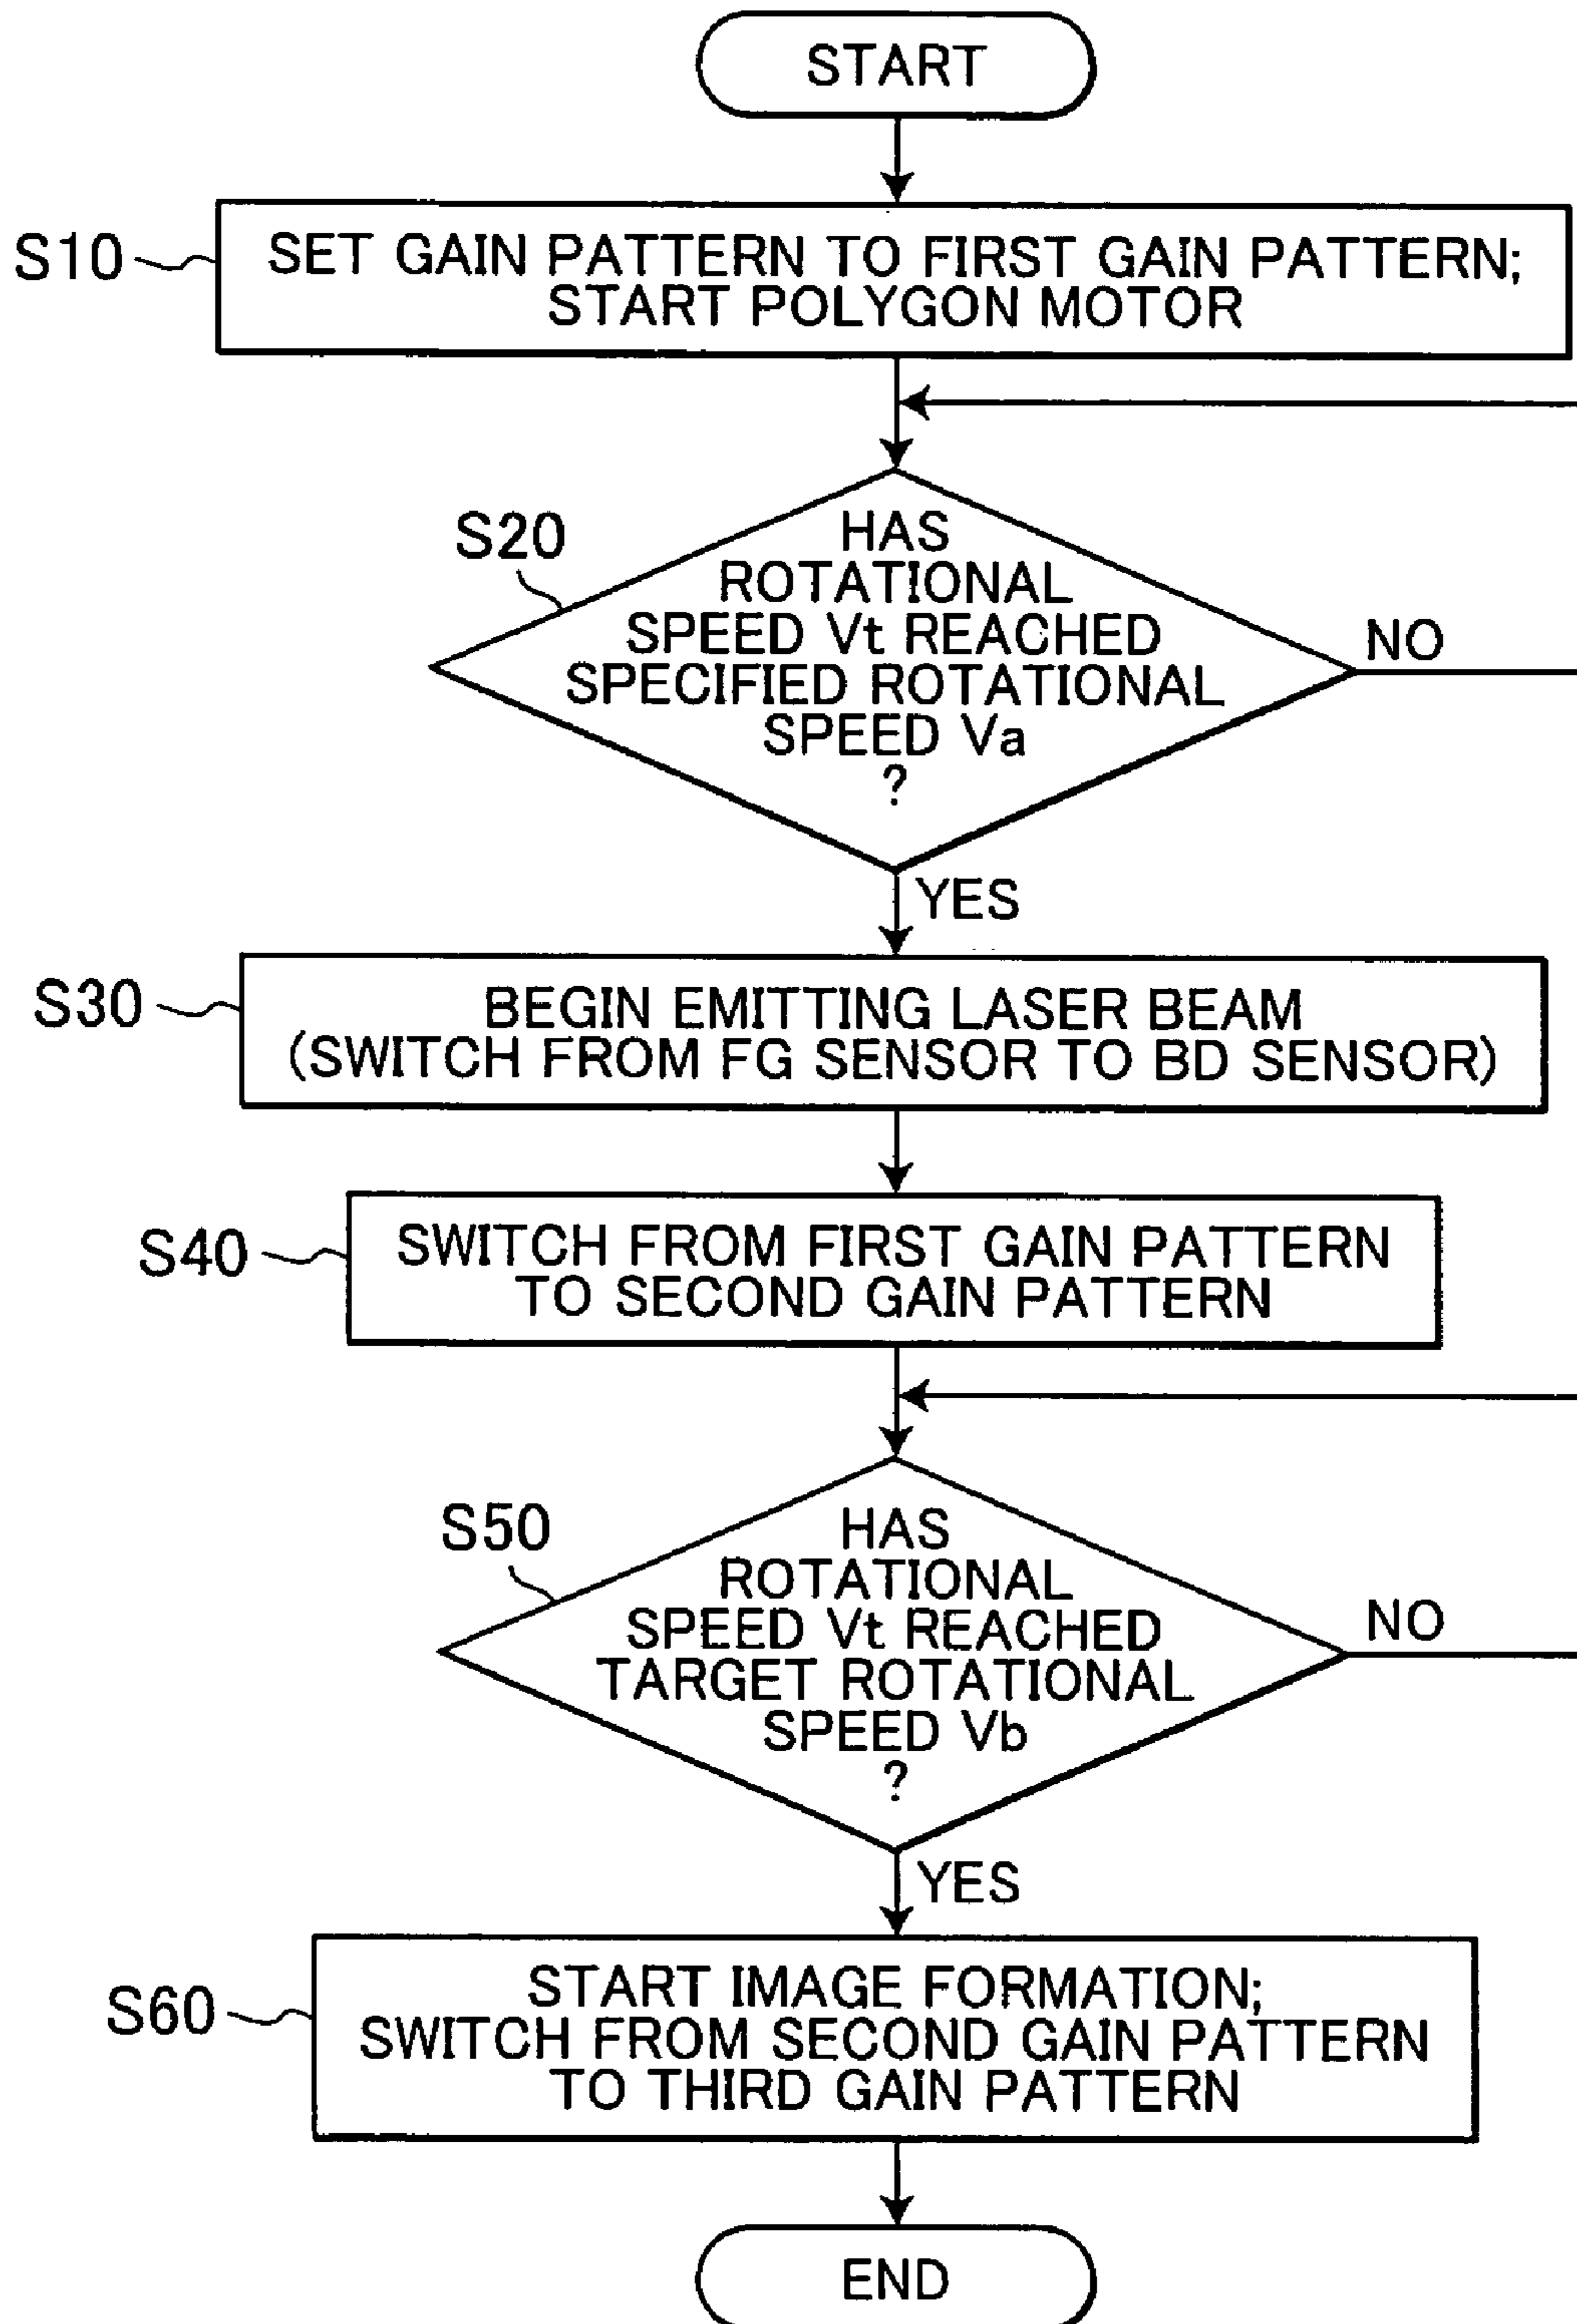 START
S10
SET GAIN PATTERN TO FIRST GAIN PATTERN;
START POLYGON MOTOR
S20
HAS
ROTATIONAL
SPEED Vt REACHED
SPECIFIED ROTATIONAL
SPEED Va
?
NO
YES
S30
BEGIN EMITTING LASER BEAM
(SWITCH FROM FG SENSOR TO BD SENSOR)
S40
SWITCH FROM FIRST GAIN PATTERN
TO SECOND GAIN PATTERN
S50
HAS
ROTATIONAL
SPEED Vt REACHED
TARGET ROTATIONAL
SPEED Vb
?
NO
YES
S60
START IMAGE FORMATION;
SWITCH FROM SECOND GAIN PATTERN
TO THIRD GAIN PATTERN
END